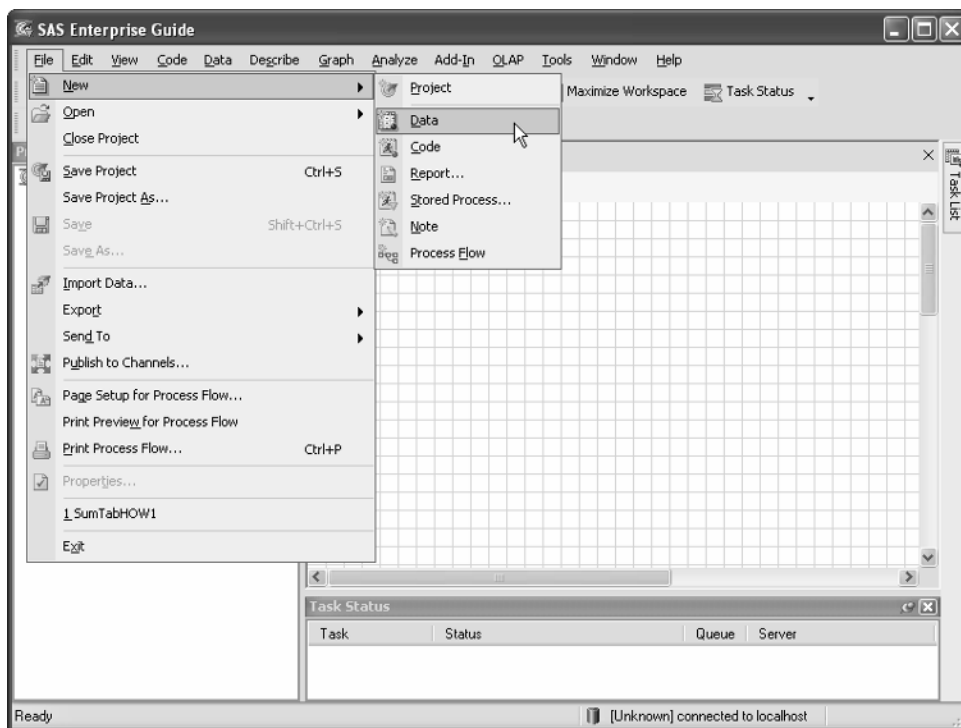 SAS Enterprise Guide
File Edit View Code Data Describe Graph Analyze Add-In OLAP Tools Window Help
New
Open
Close Project
Save Project Ctrl+S
Save Project As...
Save Shift+Ctrl+S
Save As...
Import Data...
Export
Send To
Publish to Channels...
Page Setup for Process Flow...
Print Preview for Process Flow
Print Process Flow... Ctrl+P
Properties...
1 SumTabHOW1
Exit
Project
Data
Code
Report...
Stored Process...
Note
Process Flow
Maximize Workspace Task Status
Task List
Task Status
Task Status Queue Server
Ready [Unknown] connected to localhost